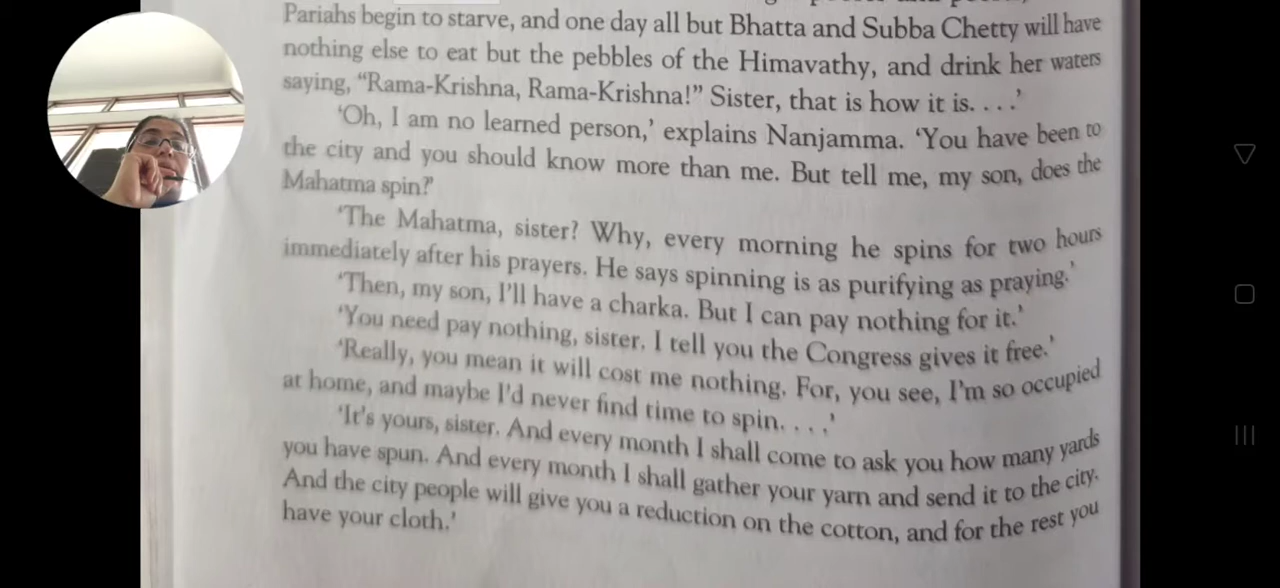 Pariahs begin to starve, and one day all but Bhatta and Subba Chetty will have
nothing else to eat but the pebbles of the Himavathy, and drink her waters
saying, “Rama-Krishna, Rama-Krishna!” Sister, that is how it is. . . .’
‘Oh, I am no learned person,’ explains Nanjamma. ‘You have been to
the city and you should know more than me. But tell me, my son, does the
Mahatma spin?’
‘The Mahatma, sister? Why, every morning he spins for two hours
immediately after his prayers. He says spinning is as purifying as praying.’
‘Then, my son, I’ll have a charka. But I can pay nothing for it.’
‘You need pay nothing, sister. I tell you the Congress gives it free.’
‘Really, you mean it will cost me nothing. For, you see, I’m so occupied
at home, and maybe I’d never find time to spin. . . .’
‘It’s yours, sister. And every month I shall come to ask you how many yards
you have spun. And every month I shall gather your yarn and send it to the city.
And the city people will give you a reduction on the cotton, and for the rest you
have your cloth.’